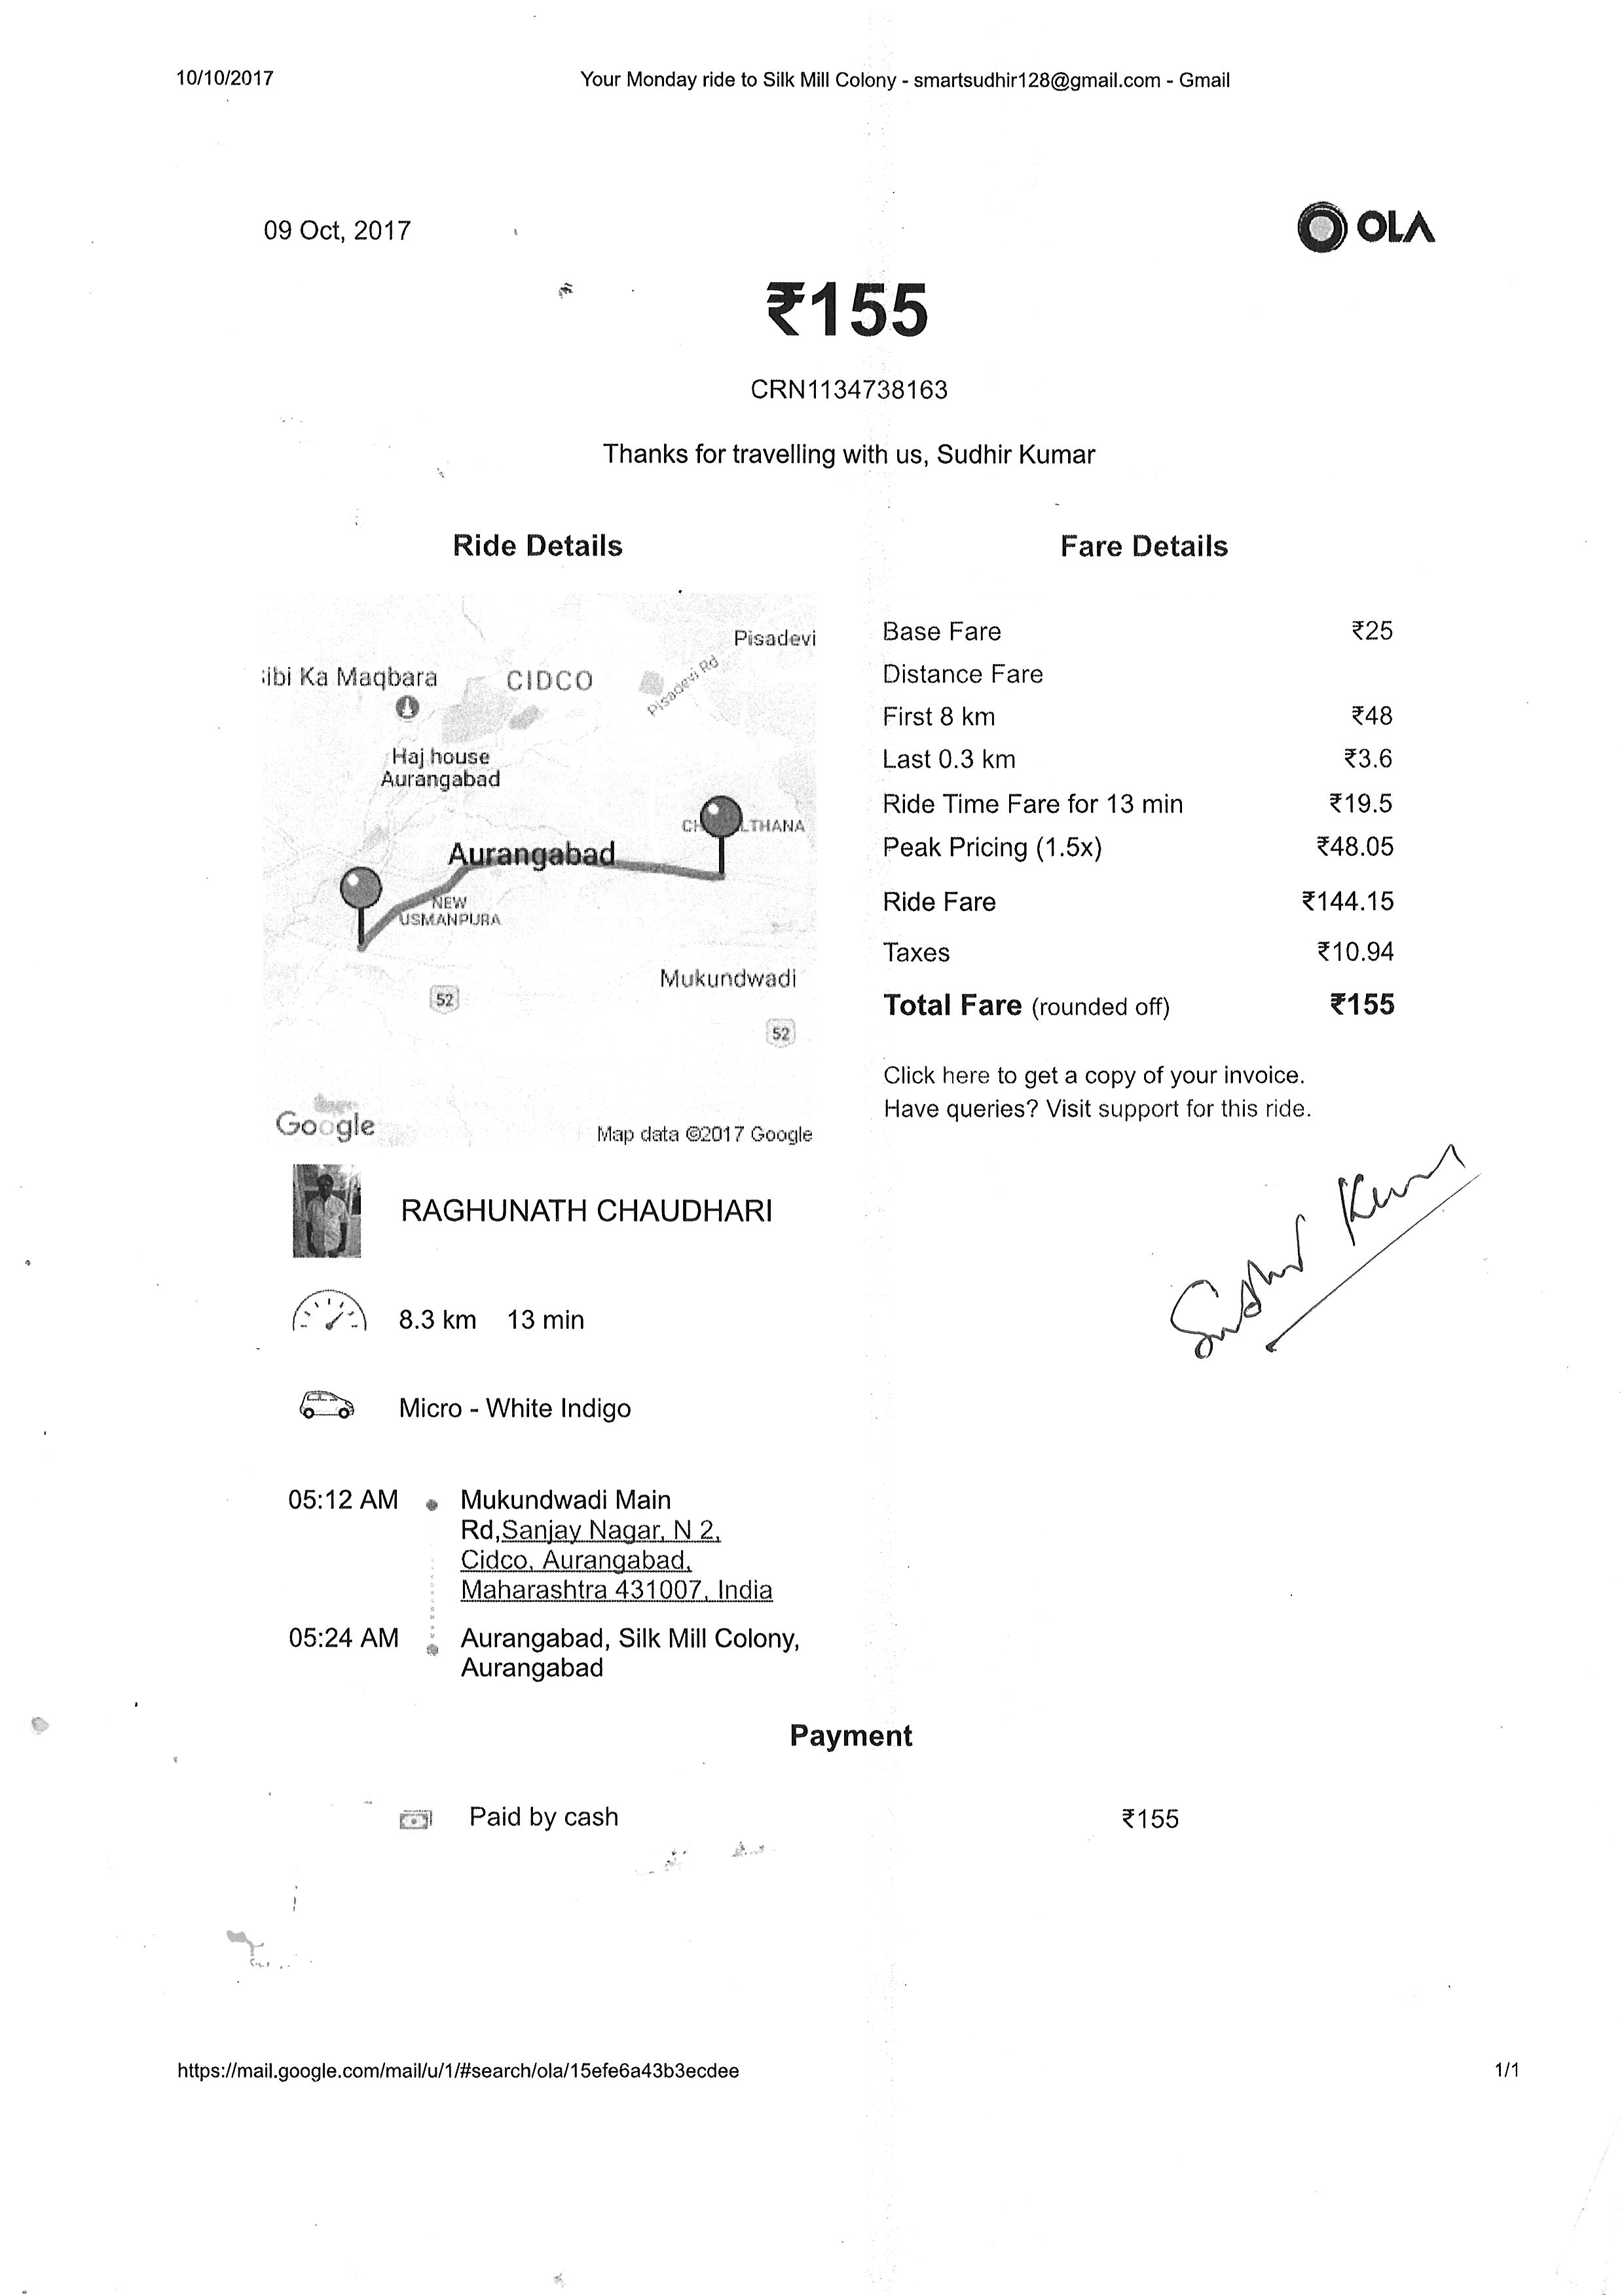 10/10/2017 Your Monday ride to Silk Mill Colony - smartsudhir128@gmail.com - Gmail
09 Oct, 2017
OLA
₹155
CRN1134738163
Thanks for travelling with us, Sudhir Kumar
Ride Details
Pisadevi
ibi Ka Maqbara
CIDCO
Pisadevi Rd
Haj house
Aurangabad
CH LTHANA
Aurangabad
NEW
USMANPURA
Mukundwadi
52
52
Google
Map data ©2017 Google
Fare Details
Base Fare ₹25
Distance Fare
First 8 km ₹48
Last 0.3 km ₹3.6
Ride Time Fare for 13 min ₹19.5
Peak Pricing (1.5x) ₹48.05
Ride Fare ₹144.15
Taxes ₹10.94
Total Fare (rounded off) ₹155
Click here to get a copy of your invoice.
Have queries? Visit support for this ride.
RAGHUNATH CHAUDHARI
Sudhir Kumar
8.3 km 13 min
Micro - White Indigo
05:12 AM Mukundwadi Main
Rd,Sanjay Nagar, N 2,
Cidco, Aurangabad,
Maharashtra 431007, India
05:24 AM Aurangabad, Silk Mill Colony,
Aurangabad
Payment
Paid by cash ₹155
https://mail.google.com/mail/u/1/#search/ola/15efe6a43b3ecdee 1/1